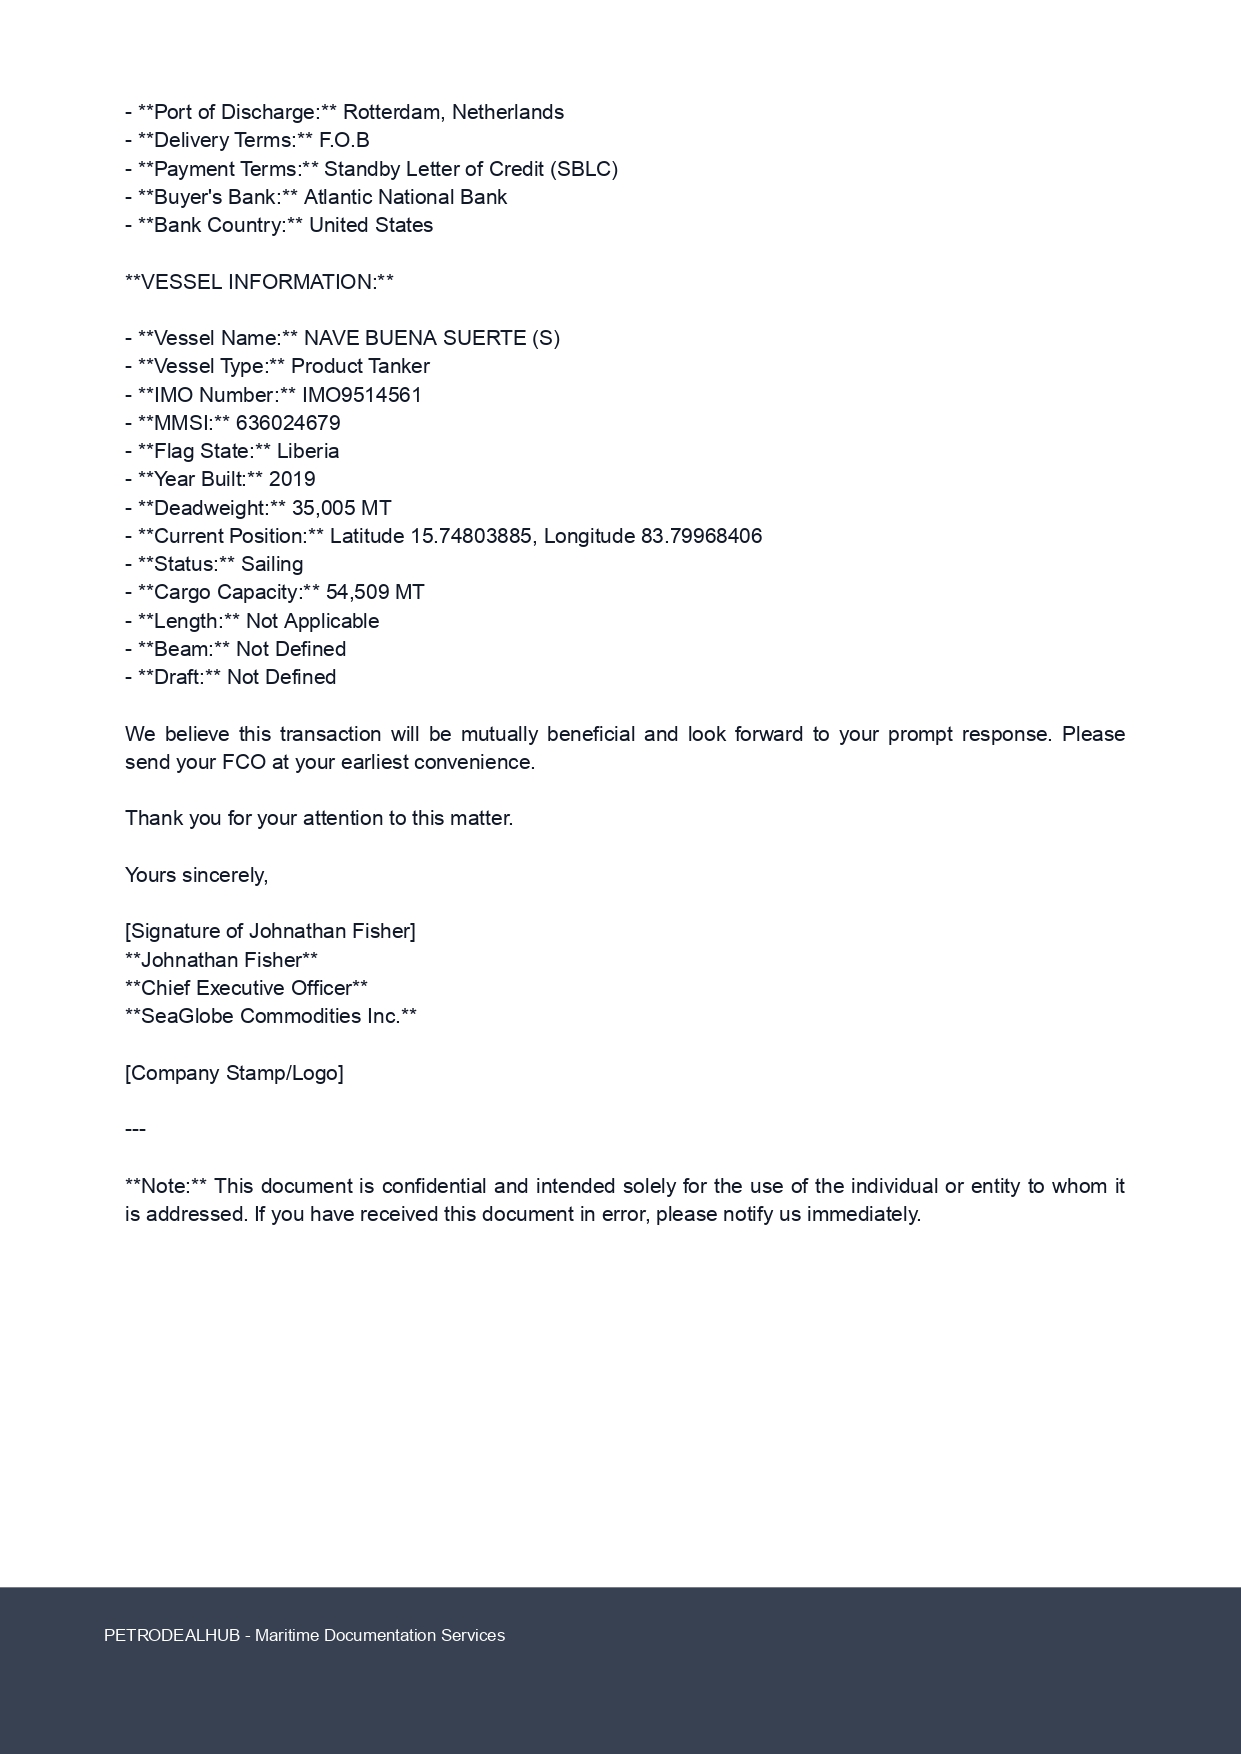 - **Port of Discharge:** Rotterdam, Netherlands
- **Delivery Terms:** F.O.B
- **Payment Terms:** Standby Letter of Credit (SBLC)
- **Buyer's Bank:** Atlantic National Bank
- **Bank Country:** United States
**VESSEL INFORMATION:**
- **Vessel Name:** NAVE BUENA SUERTE (S)
- **Vessel Type:** Product Tanker
- **IMO Number:** IMO9514561
- **MMSI:** 636024679
- **Flag State:** Liberia
- **Year Built:** 2019
- **Deadweight:** 35,005 MT
- **Current Position:** Latitude 15.74803885, Longitude 83.79968406
- **Status:** Sailing
- **Cargo Capacity:** 54,509 MT
- **Length:** Not Applicable
- **Beam:** Not Defined
- **Draft:** Not Defined
We believe this transaction will be mutually beneficial and look forward to your prompt response. Please
send your FCO at your earliest convenience.
Thank you for your attention to this matter.
Yours sincerely,
[Signature of Johnathan Fisher]
**Johnathan Fisher**
**Chief Executive Officer**
**SeaGlobe Commodities Inc.**
[Company Stamp/Logo]
---
**Note:** This document is confidential and intended solely for the use of the individual or entity to whom it
is addressed. If you have received this document in error, please notify us immediately.
PETRODEALHUB - Maritime Documentation Services